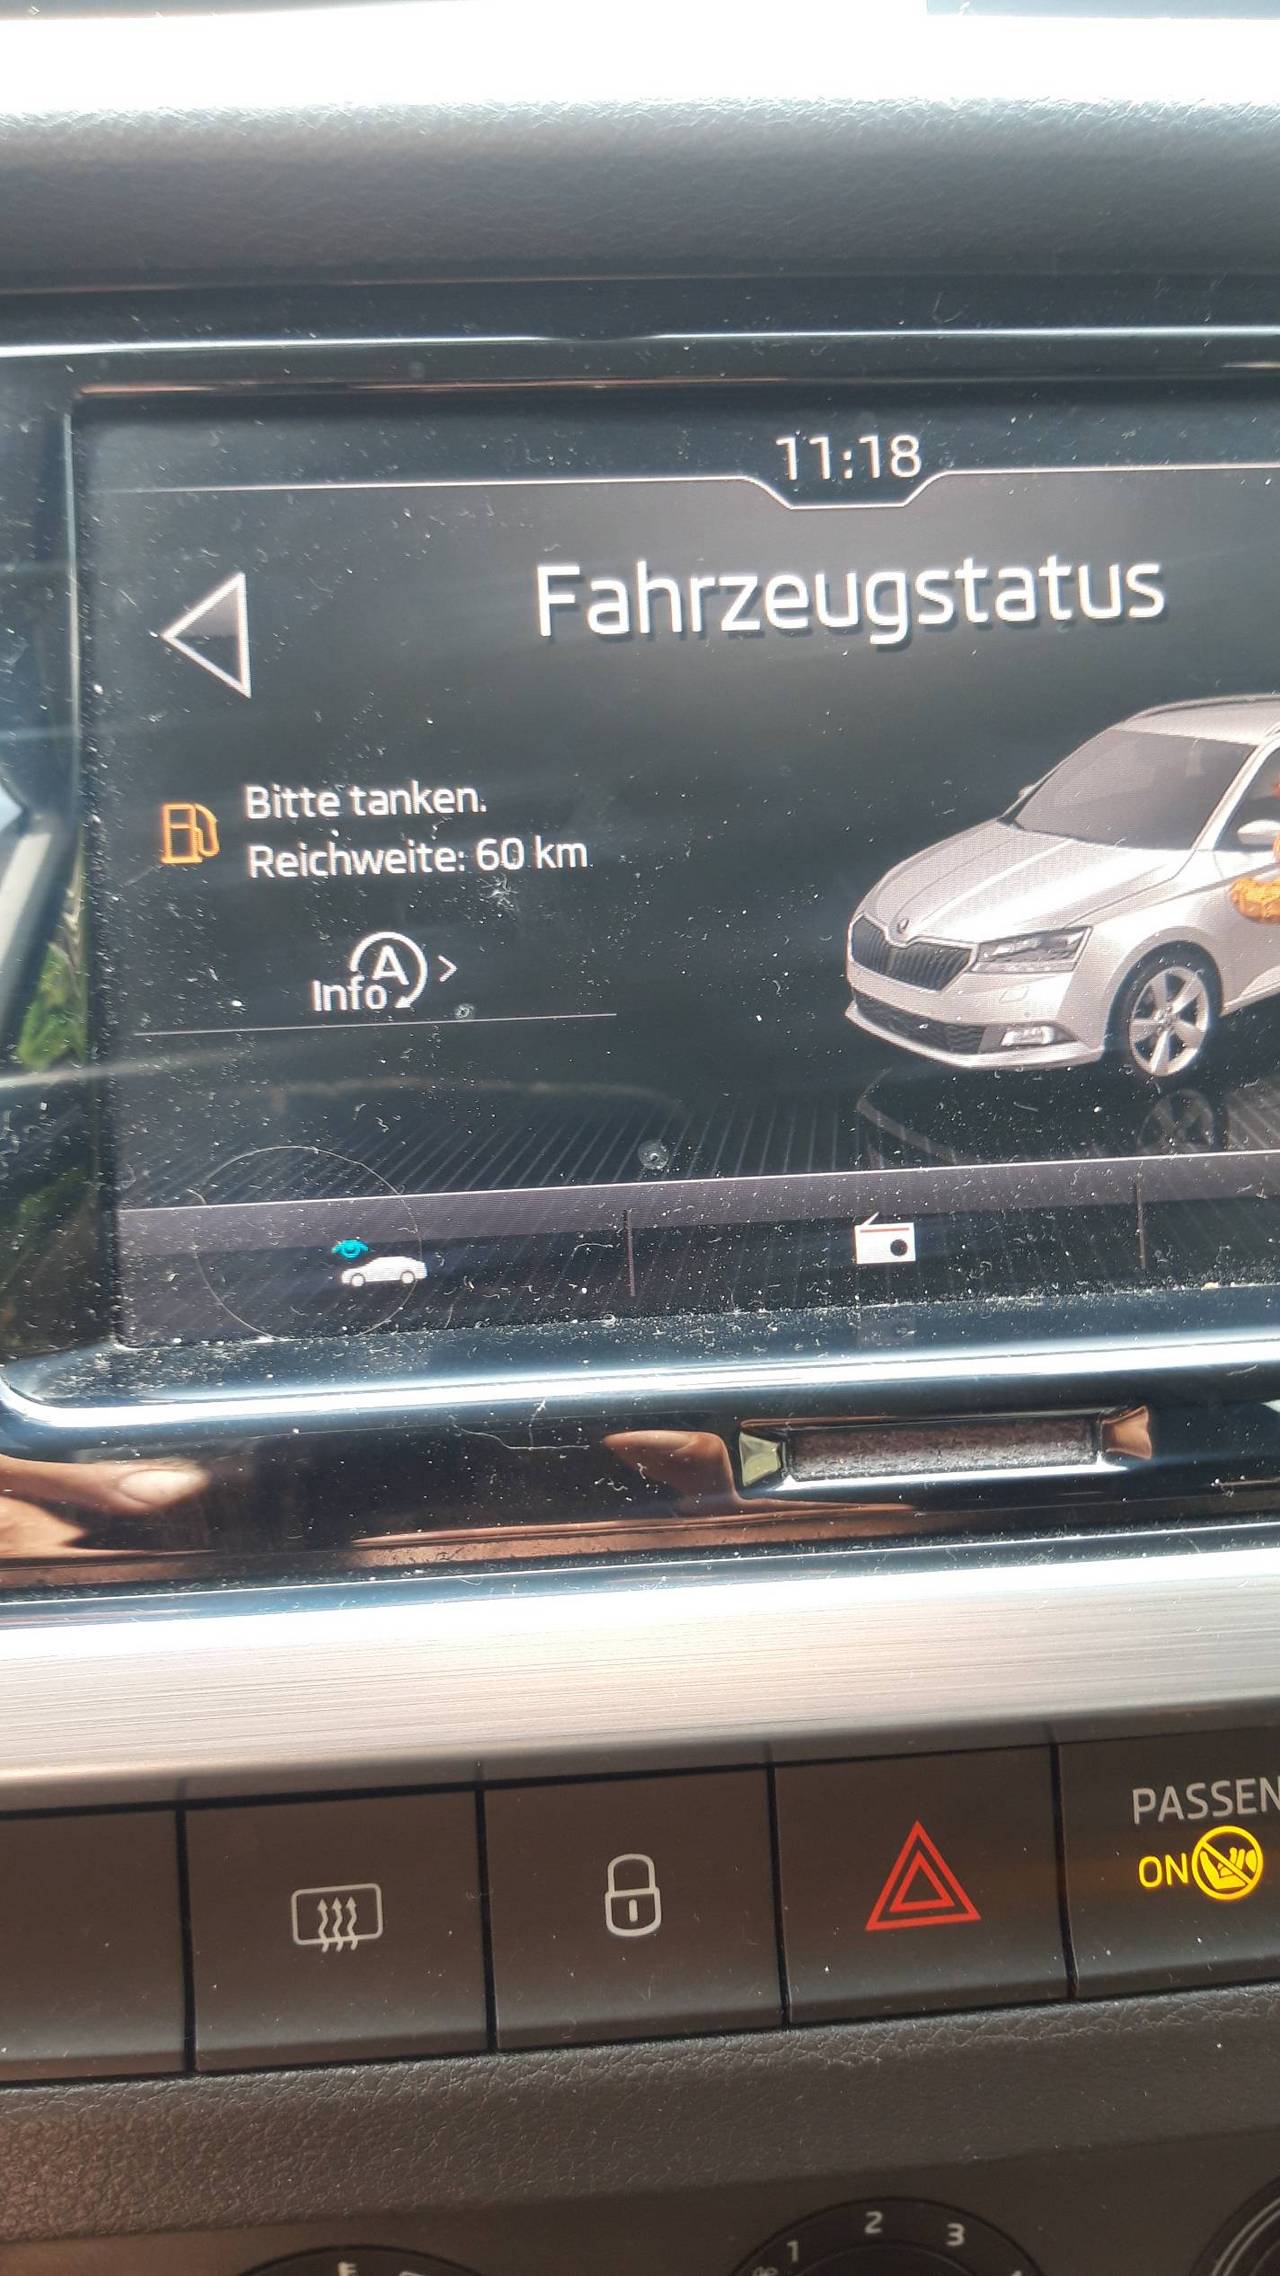 11:18
Fahrzeugstatus
Bitte tanken.
Reichweite: 60 km
A
Info
PASSEN
ON
1 2 3